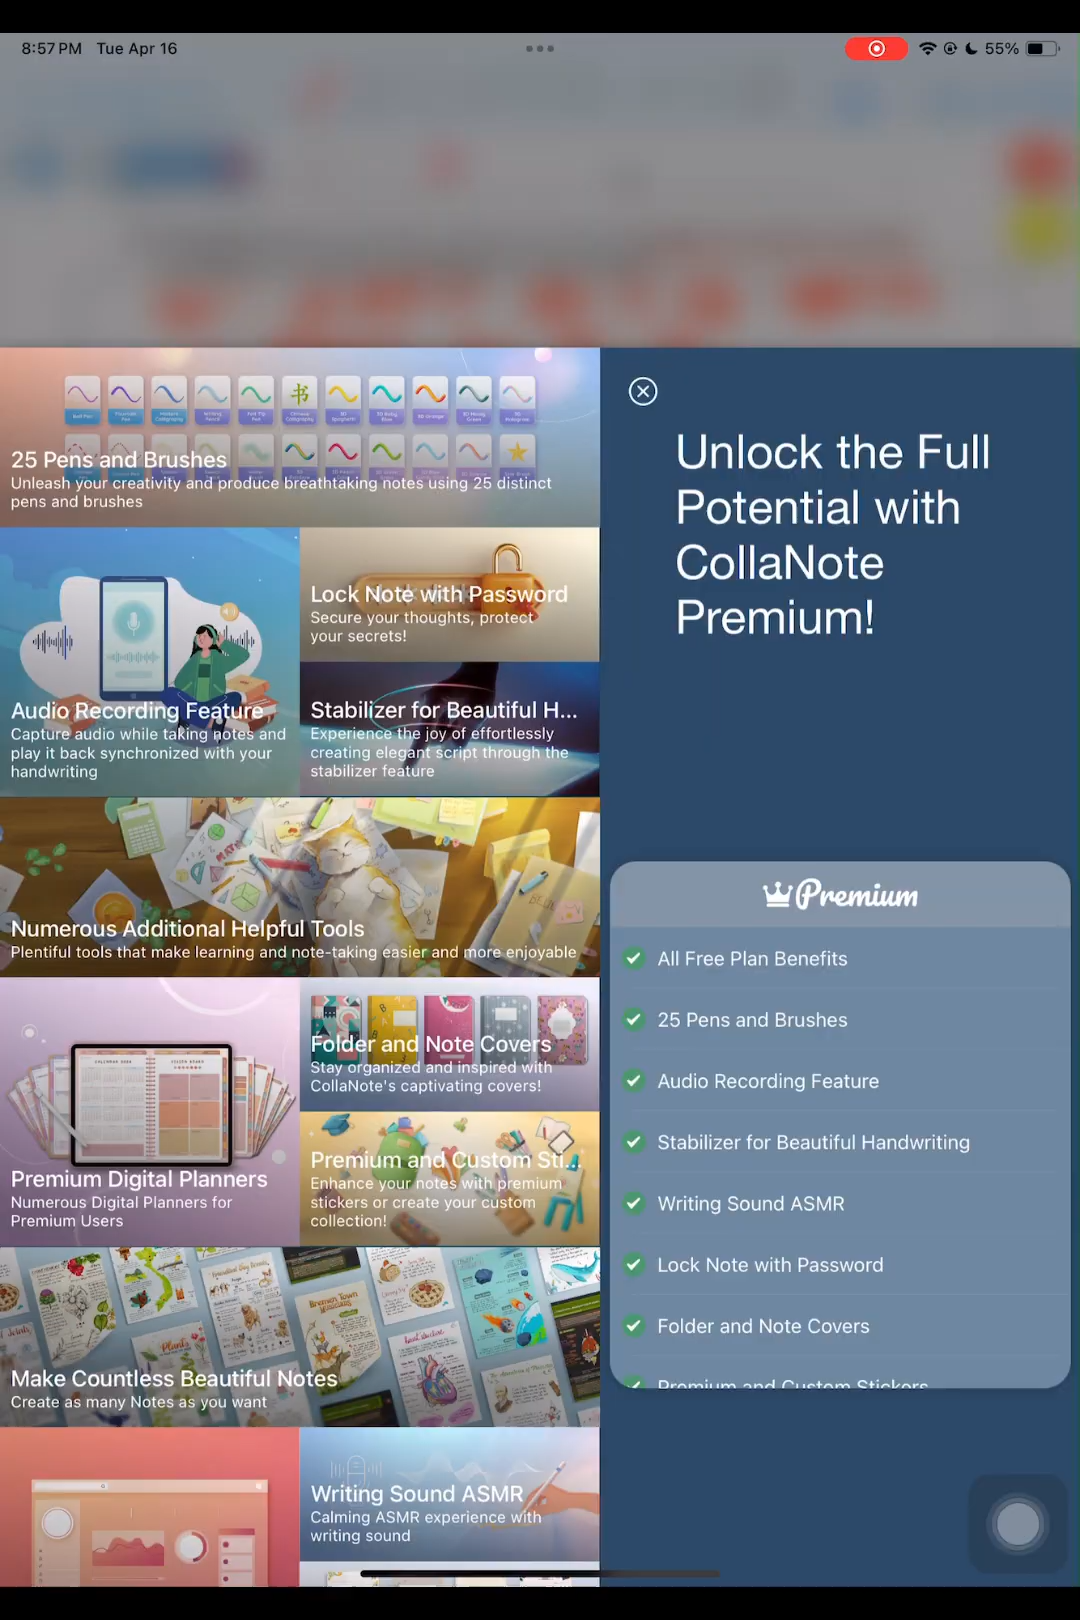 8:57 PM Tue Apr 16
55%
25 Pens and Brushes
Unleash your creativity and produce breathtaking notes using 25 distinct
pens and brushes
Audio Recording Feature
Capture audio while taking notes and
play it back synchronized with your
handwriting
Lock Note with Password
Secure your thoughts, protect
your secrets!
Stabilizer for Beautiful H...
Experience the joy of effortlessly
creating elegant script through the
stabilizer feature
Numerous Additional Helpful Tools
Plentiful tools that make learning and note-taking easier and more enjoyable
Premium Digital Planners
Numerous Digital Planners for
Premium Users
Folder and Note Covers
Stay organized and inspired with
CollaNote's captivating covers!
Premium and Custom Sti...
Enhance your notes with premium
stickers or create your custom
collection!
Make Countless Beautiful Notes
Create as many Notes as you want
Writing Sound ASMR
Calming ASMR experience with
writing sound
Unlock the Full
Potential with
CollaNote
Premium!
Premium
All Free Plan Benefits
25 Pens and Brushes
Audio Recording Feature
Stabilizer for Beautiful Handwriting
Writing Sound ASMR
Lock Note with Password
Folder and Note Covers
Premium and Custom Stickers